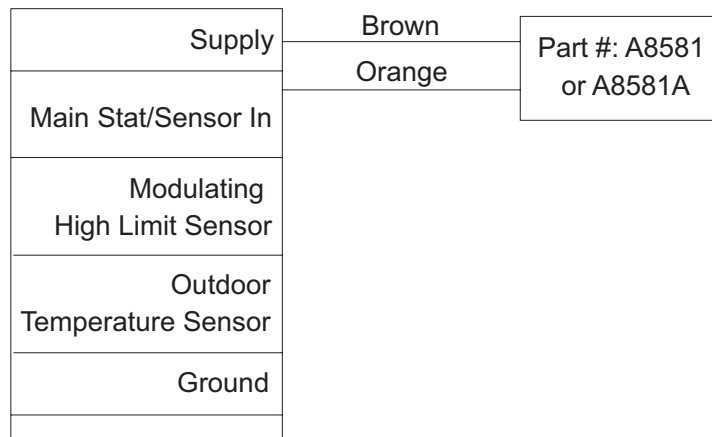 Supply
Brown
Part #: A8581
or A8581A
Orange
Main Stat/Sensor In
Modulating
High Limit Sensor
Outdoor
Temperature Sensor
Ground